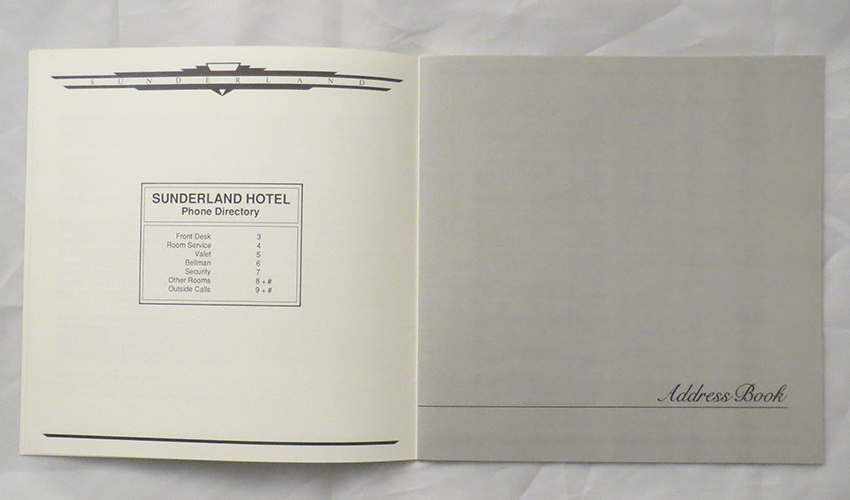 SUNDERLAND
SUNDERLAND HOTEL
Phone Directory
Front Desk 3
Room Service 4
Valet 5
Bellman 6
Security 7
Other Rooms 8 + #
Outside Calls 9 + #
Address Book